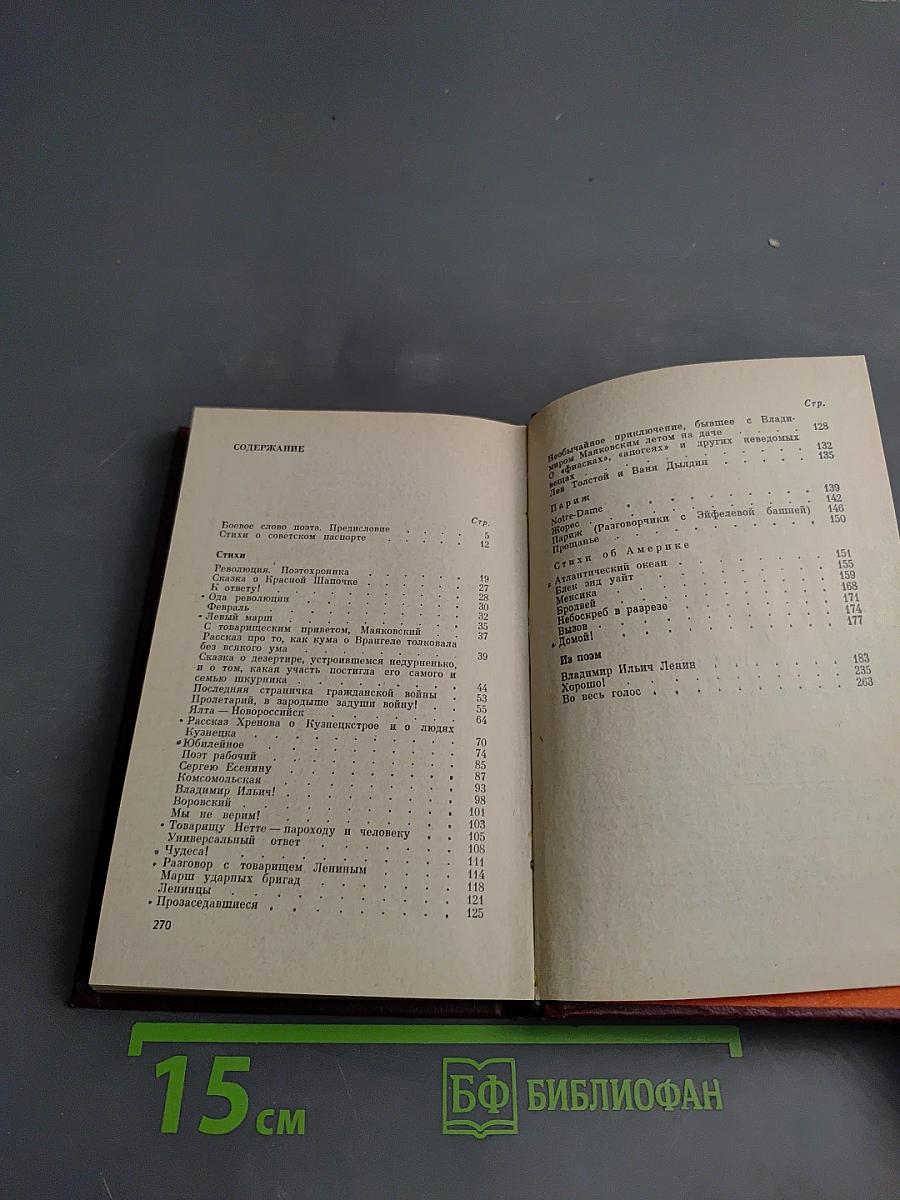 СОДЕРЖАНИЕ
Стр.
Боевое слово поэта. Предисловие . . . . 5
Стихи о советском паспорте . . . . 12
Стихи
Революция. Поэтохроника . . . . 19
Сказка о Красной Шапочке . . . . 27
К ответу! . . . . 28
Ода революции . . . . 30
Февраль . . . . 32
Левый марш . . . . 35
С товарищеским приветом, Маяковский . . 37
Рассказ про то, как кума о Врангеле толковала
без всякого ума . . . . 39
Сказка о дезертире, устроившемся недурненько,
и о том, какая участь постигла его самого и
семью шкурника . . . . 44
Последняя страничка гражданской войны . . 53
Пролетарий, в зародыше задуши войну! . . 55
Ялта — Новороссийск . . . . 64
Рассказ Хренова о Кузнецкстрое и о людях
Кузнецка . . . . 70
Юбилейное . . . . 74
Поэт рабочий . . . . 85
Сергею Есенину . . . . 87
Комсомольская . . . . 93
Владимир Ильич! . . . . 98
Воровский . . . . 101
Мы не верим! . . . . 103
Товарищу Нетте — пароходу и человеку . . 105
Универсальный ответ . . . . 108
Чудеса! . . . . 111
Разговор с товарищем Лениным . . . . 114
Марш ударных бригад . . . . 118
Ленинцы . . . . 121
Прозаседавшиеся . . . . 125
270
Стр.
Необычайное приключение, бывшее с Влади-
миром Маяковским летом на даче . . . . 128
О «фиасках», «апогеях» и других неведомых
вещах . . . . 132
Лев Толстой и Ваня Дылдин . . . . 135
Париж
Notre-Dame . . . . 139
Жорес . . . . 142
Париж (Разговорчики с Эйфелевой башней) 146
Прощанье . . . . 150
Стихи об Америке
Атлантический океан . . . . 151
Блек энд уайт . . . . 155
Мексика . . . . 159
Бродвей . . . . 168
Небоскреб в разрезе . . . . 171
Вызов . . . . 174
Домой! . . . . 177
Из поэм
Владимир Ильич Ленин . . . . 183
Хорошо! . . . . 235
Во весь голос . . . . 263
15 см
БФ БИБЛИОФАН